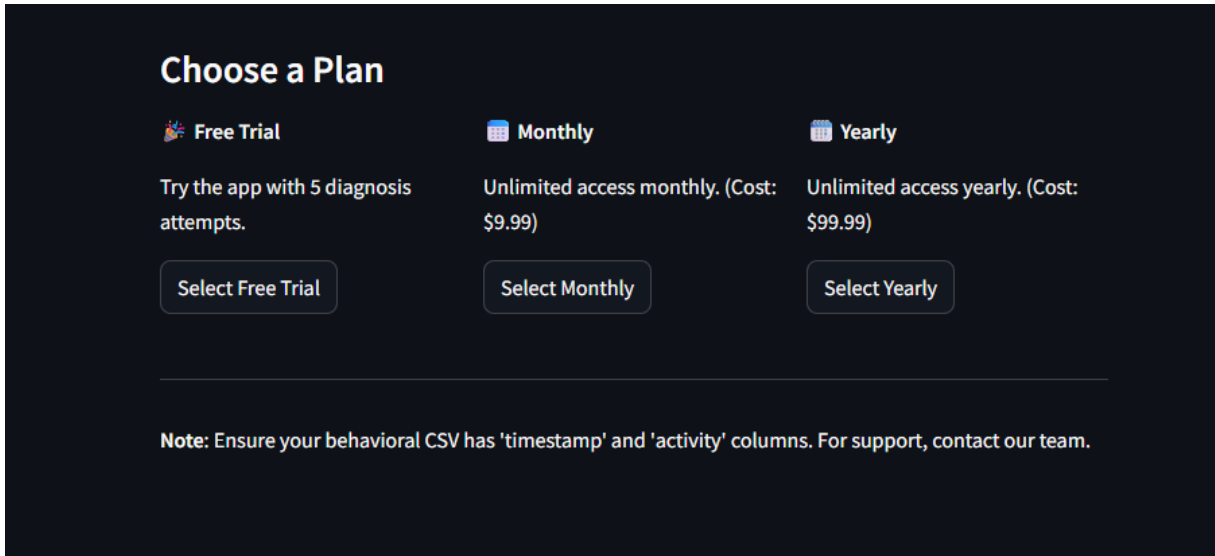 Choose a Plan
🎉 Free Trial
Try the app with 5 diagnosis
attempts.
Select Free Trial
📅 Monthly
Unlimited access monthly. (Cost:
$9.99)
Select Monthly
🗓️ Yearly
Unlimited access yearly. (Cost:
$99.99)
Select Yearly
Note: Ensure your behavioral CSV has 'timestamp' and 'activity' columns. For support, contact our team.